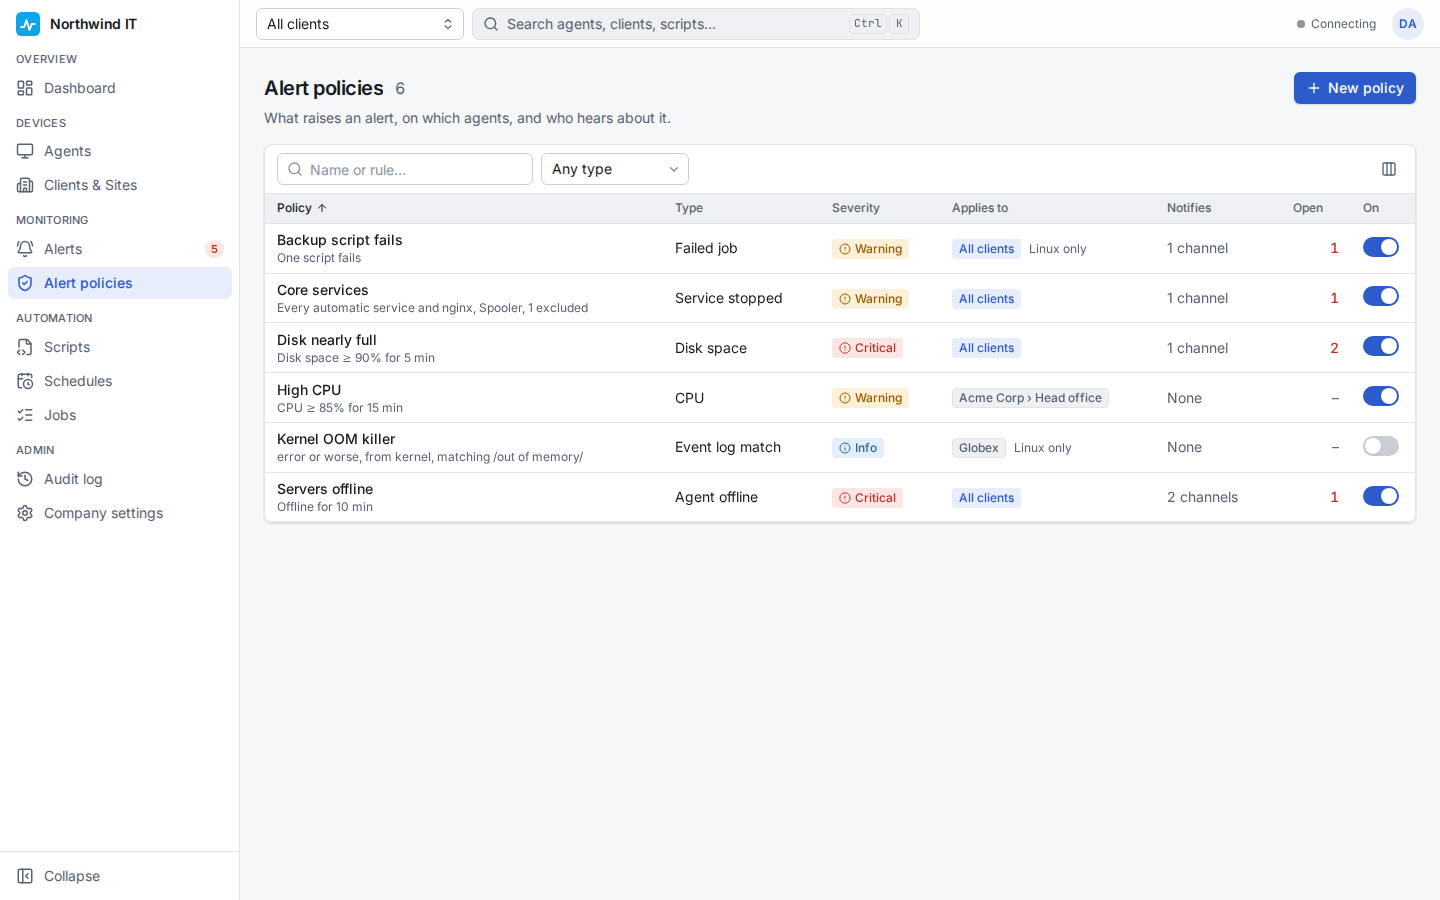 Northwind IT
All clients
Search agents, clients, scripts...
Ctrl K
Connecting
DA
OVERVIEW
Dashboard
DEVICES
Agents
Clients & Sites
MONITORING
Alerts 5
Alert policies
AUTOMATION
Scripts
Schedules
Jobs
ADMIN
Audit log
Company settings
Collapse
Alert policies 6
What raises an alert, on which agents, and who hears about it.
New policy
Name or rule...
Any type
Policy Type Severity Applies to Notifies Open On
Backup script fails
One script fails
Failed job Warning All clients Linux only 1 channel 1
Core services
Every automatic service and nginx, Spooler, 1 excluded
Service stopped Warning All clients 1 channel 1
Disk nearly full
Disk space ≥ 90% for 5 min
Disk space Critical All clients 1 channel 2
High CPU
CPU ≥ 85% for 15 min
CPU Warning Acme Corp › Head office None –
Kernel OOM killer
error or worse, from kernel, matching /out of memory/
Event log match Info Globex Linux only None –
Servers offline
Offline for 10 min
Agent offline Critical All clients 2 channels 1